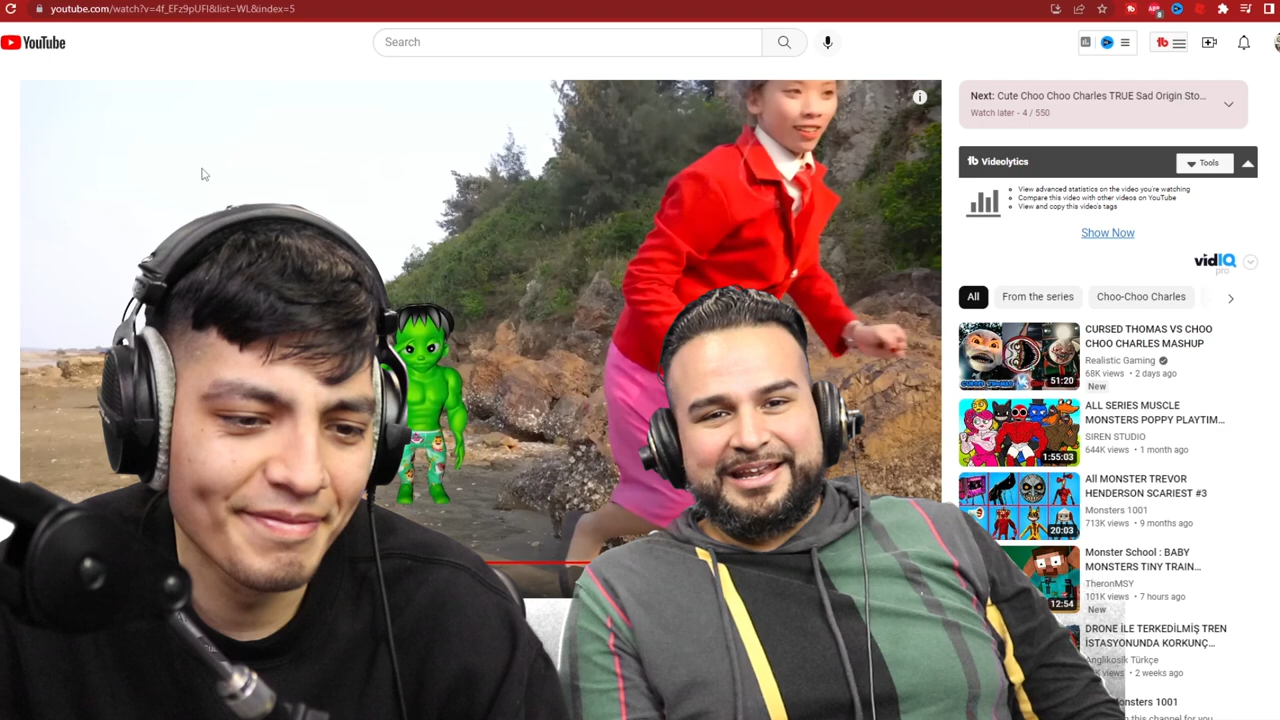 youtube.com/watch?v=4f_EFz9pUFI&list=WL&index=5
YouTube
Search
Next: Cute Choo Choo Charles TRUE Sad Origin Sto...
Watch later - 4 / 550
tb Videolytics
Tools
View advanced statistics on the video you're watching
Compare this video with other videos on YouTube
View and copy this video's tags
Show Now
vidIQ
pro
All
From the series
Choo-Choo Charles
CURSED THOMAS VS CHOO
CHOO CHARLES MASHUP
Realistic Gaming
68K views • 2 days ago
New
51:20
ALL SERIES MUSCLE
MONSTERS POPPY PLAYTIM...
SIREN STUDIO
644K views • 1 month ago
1:55:03
All MONSTER TREVOR
HENDERSON SCARIEST #3
Monsters 1001
713K views • 9 months ago
20:03
Monster School : BABY
MONSTERS TINY TRAIN...
TheronMSY
101K views • 7 hours ago
New
12:54
DRONE İLE TERKEDİLMİŞ TREN
İSTASYONUNDA KORKUNÇ...
Anglikosik Türkçe
views • 2 weeks ago
Monsters 1001